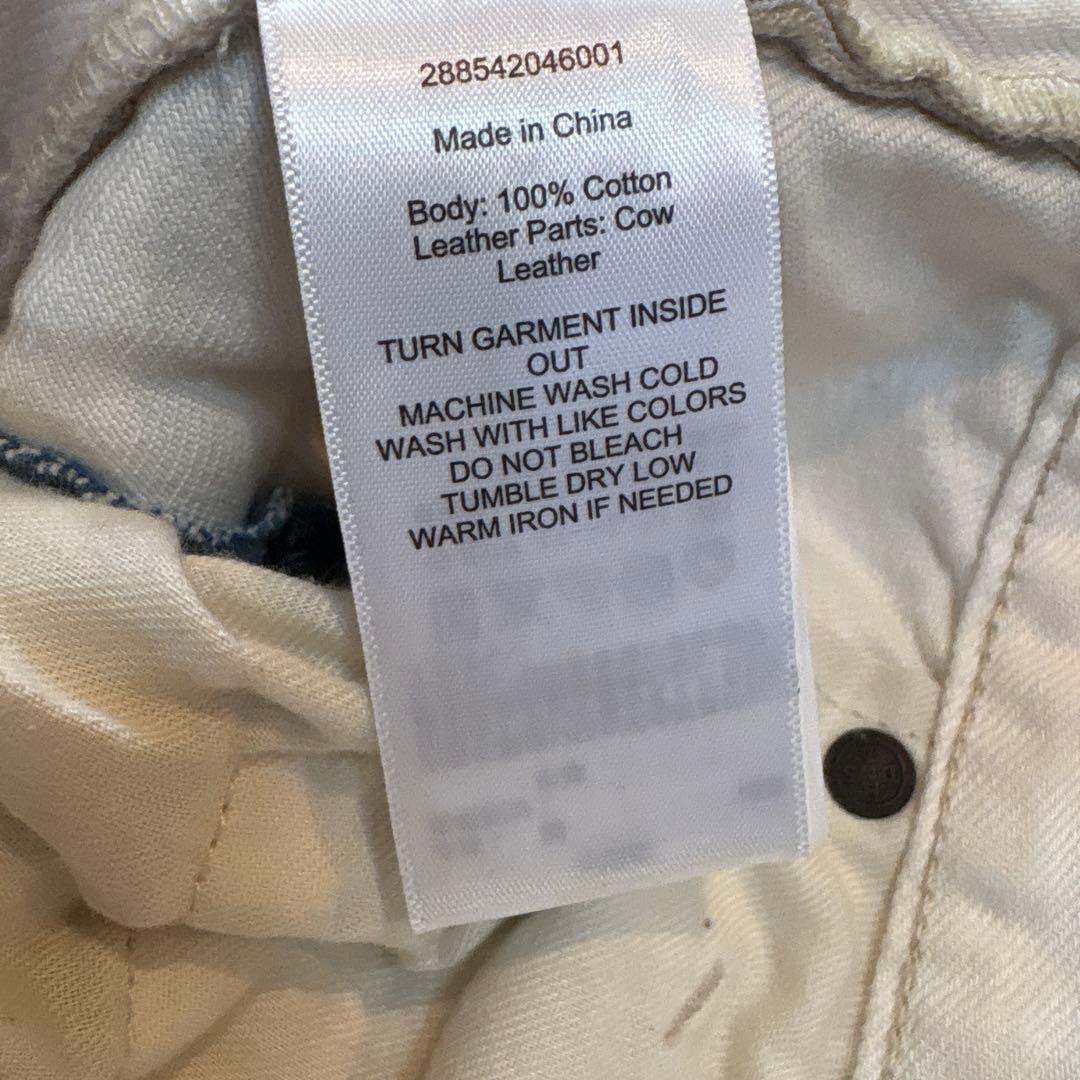 288542046001
Made in China
Body: 100% Cotton
Leather Parts: Cow
Leather
TURN GARMENT INSIDE
OUT
MACHINE WASH COLD
WASH WITH LIKE COLORS
DO NOT BLEACH
TUMBLE DRY LOW
WARM IRON IF NEEDED